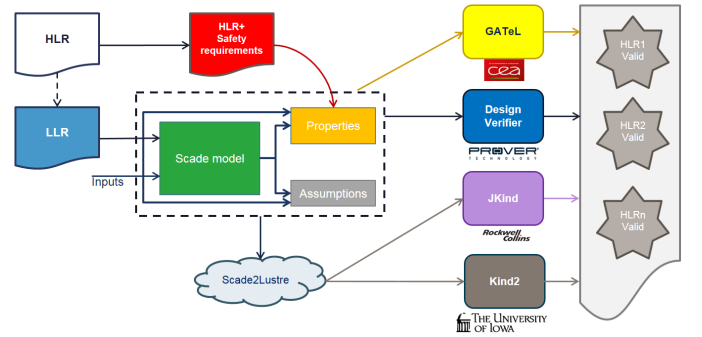 HLR
HLR+
Safety
requirements
GATeL
cea
HLR1
Valid
LLR
Scade model
Properties
Design
Verifier
PROVER
TECHNOLOGY
HLR2
Valid
Inputs
Assumptions
JKind
Rockwell
Collins
HLRn
Valid
Scade2Lustre
Kind2
THE UNIVERSITY
OF IOWA